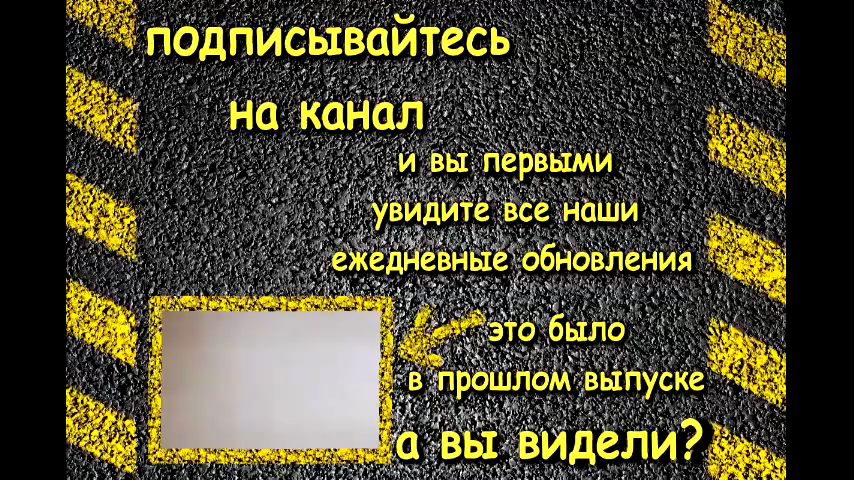 подписывайтесь
на канал
и вы первыми
увидите все наши
ежедневные обновления
это было
в прошлом выпуске
а вы видели?